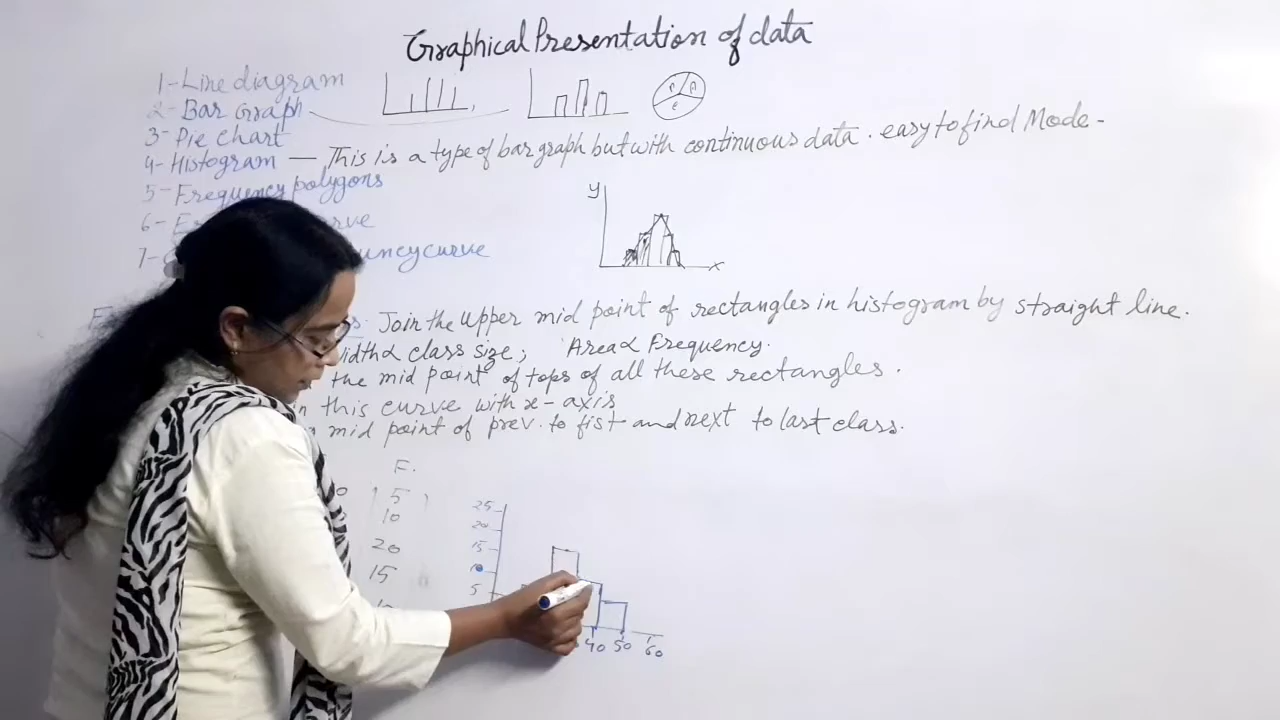 Graphical Presentation of data
1- Line diagram
2- Bar Graph
3- Pie Chart
4- Histogram — This is a type of bar graph but with continuous data. easy to find Mode -
5- Frequency polygons
y
6-
7- curve
x
Join the upper mid point of rectangles in histogram by straight line.
class size; Area α Frequency.
the mid point of tops of all these rectangles.
this curve with x-axis
mid point of prev. to fist and next to last class.
F.
5
10
20
15
25
20
15
10
5
40 50 60